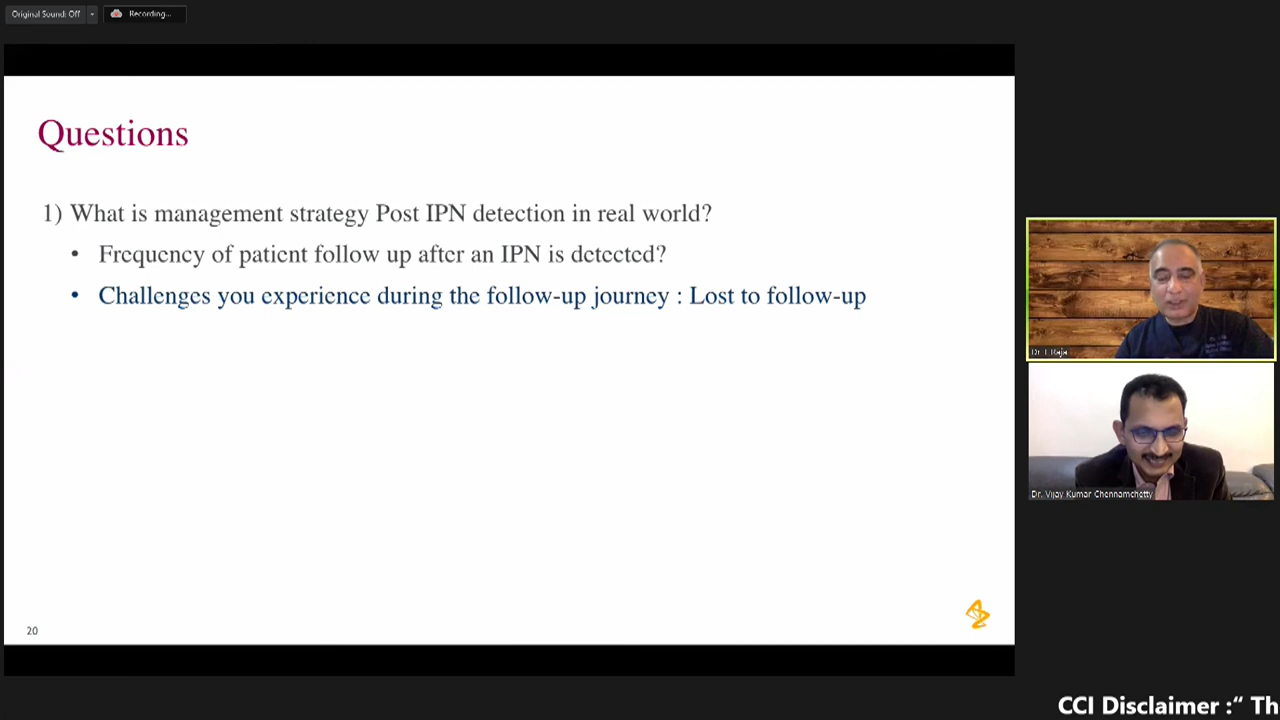 Original Sound: Off
Recording...
Questions
1) What is management strategy Post IPN detection in real world?
• Frequency of patient follow up after an IPN is detected?
• Challenges you experience during the follow-up journey : Lost to follow-up
Dr. T Raja
Dr. Vijay Kumar Chennamchetty
20
CCI Disclaimer :“ Th